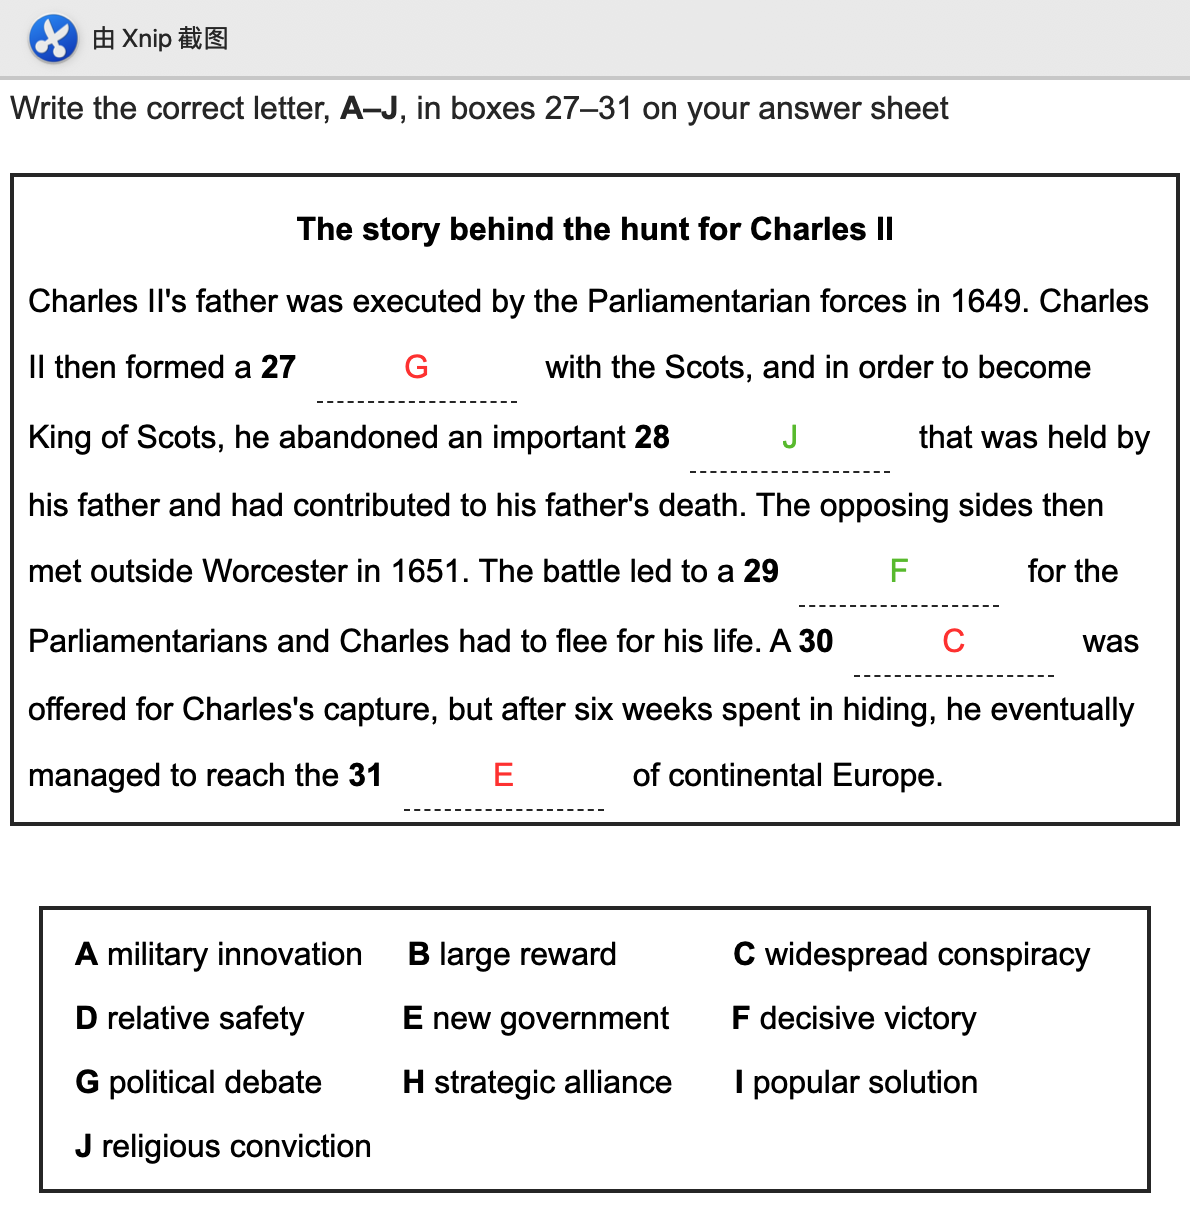 由 Xnip 截图
Write the correct letter, A–J, in boxes 27–31 on your answer sheet
The story behind the hunt for Charles II
Charles II's father was executed by the Parliamentarian forces in 1649. Charles
II then formed a 27 G with the Scots, and in order to become
King of Scots, he abandoned an important 28 J that was held by
his father and had contributed to his father's death. The opposing sides then
met outside Worcester in 1651. The battle led to a 29 F for the
Parliamentarians and Charles had to flee for his life. A 30 C was
offered for Charles's capture, but after six weeks spent in hiding, he eventually
managed to reach the 31 E of continental Europe.
A military innovation B large reward C widespread conspiracy
D relative safety E new government F decisive victory
G political debate H strategic alliance I popular solution
J religious conviction